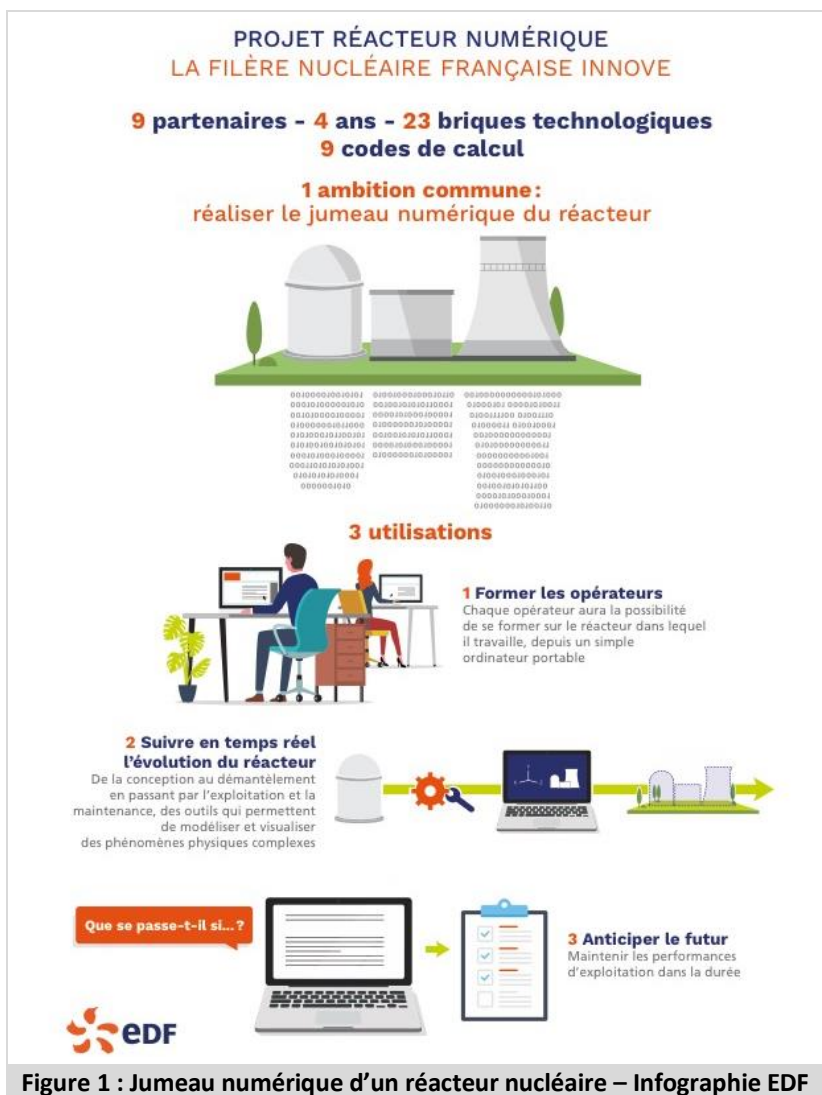 PROJET RÉACTEUR NUMÉRIQUE
LA FILÈRE NUCLÉAIRE FRANÇAISE INNOVE
9 partenaires - 4 ans - 23 briques technologiques
9 codes de calcul
1 ambition commune :
réaliser le jumeau numérique du réacteur
3 utilisations
1 Former les opérateurs
Chaque opérateur aura la possibilité
de se former sur le réacteur dans lequel
il travaille, depuis un simple
ordinateur portable
2 Suivre en temps réel
l'évolution du réacteur
De la conception au démantèlement
en passant par l'exploitation et la
maintenance, des outils qui permettent
de modéliser et visualiser
des phénomènes physiques complexes
Que se passe-t-il si... ?
3 Anticiper le futur
Maintenir les performances
d'exploitation dans la durée
eDF
Figure 1 : Jumeau numérique d'un réacteur nucléaire – Infographie EDF